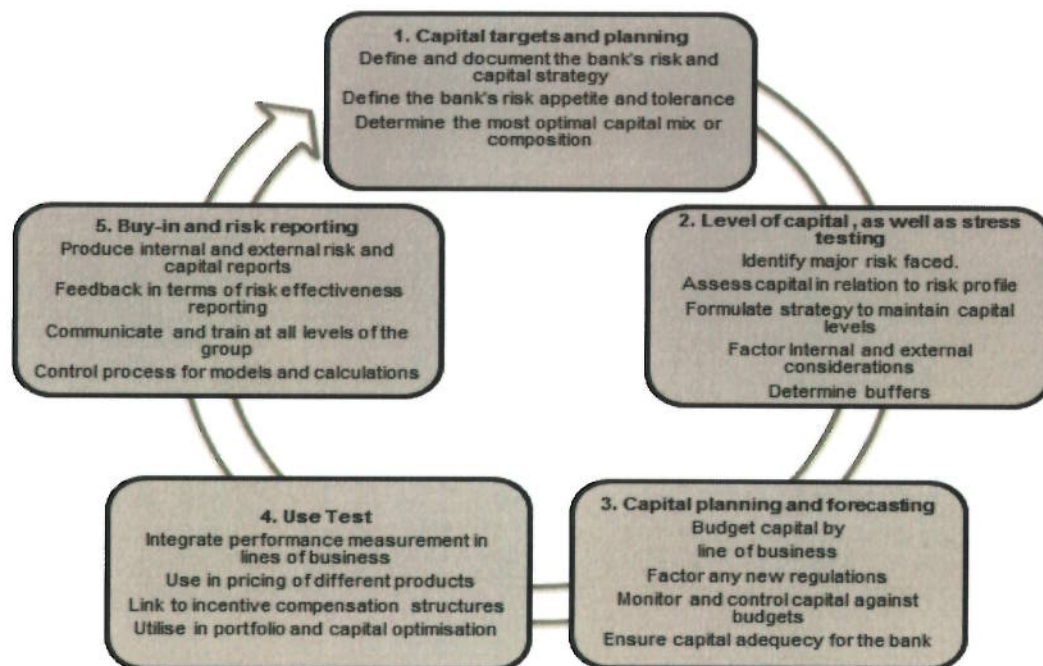 1. Capital targets and planning
Define and document the bank's risk and
capital strategy
Define the bank's risk appetite and tolerance
Determine the most optimal capital mix or
composition
2. Level of capital , as well as stress
testing
Identify major risk faced.
Assess capital in relation to risk profile
Formulate strategy to maintain capital
levels
Factor Internal and external
considerations
Determine buffers
3. Capital planning and forecasting
Budget capital by
line of business
Factor any new regulations
Monitor and control capital against
budgets
Ensure capital adequecy for the bank
4. Use Test
Integrate performance measurement in
lines of business
Use in pricing of different products
Link to incentive compensation structures
Utilise in portfolio and capital optimisation
5. Buy-in and risk reporting
Produce internal and external risk and
capital reports
Feedback in terms of risk effectiveness
reporting
Communicate and train at all levels of the
group
Control process for models and calculations